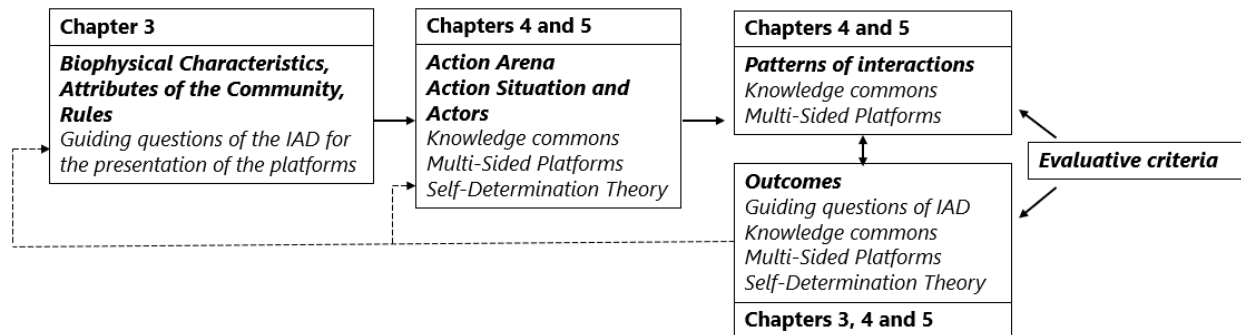 Chapter 3
Biophysical Characteristics,
Attributes of the Community,
Rules
Guiding questions of the IAD for
the presentation of the platforms
Chapters 4 and 5
Action Arena
Action Situation and
Actors
Knowledge commons
Multi-Sided Platforms
Self-Determination Theory
Chapters 4 and 5
Patterns of interactions
Knowledge commons
Multi-Sided Platforms
Evaluative criteria
Outcomes
Guiding questions of IAD
Knowledge commons
Multi-Sided Platforms
Self-Determination Theory
Chapters 3, 4 and 5